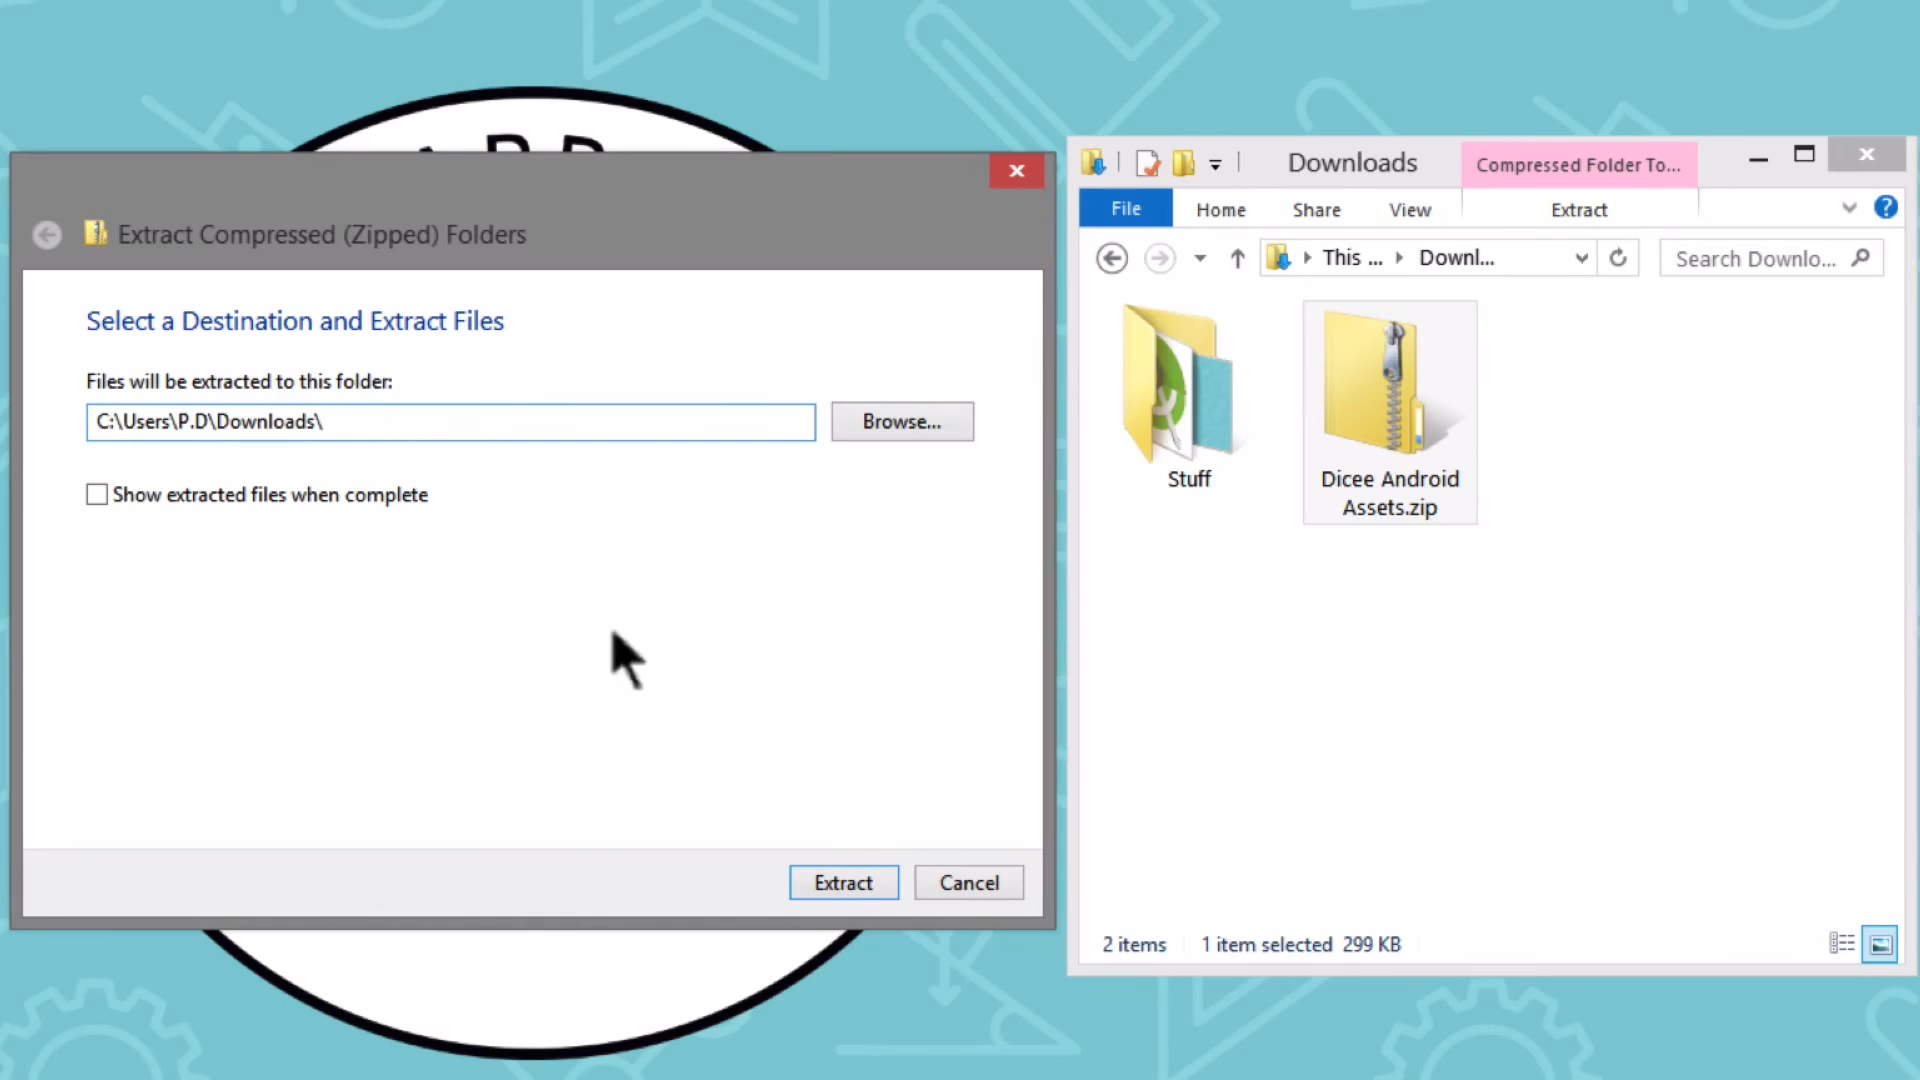 Extract Compressed (Zipped) Folders
Select a Destination and Extract Files
Files will be extracted to this folder:
C:\Users\P.D\Downloads\
Browse...
Show extracted files when complete
Extract
Cancel
Downloads
Compressed Folder To...
File
Home
Share
View
Extract
This ...
Downl...
Search Downlo...
Stuff
Dicee Android
Assets.zip
2 items
1 item selected 299 KB